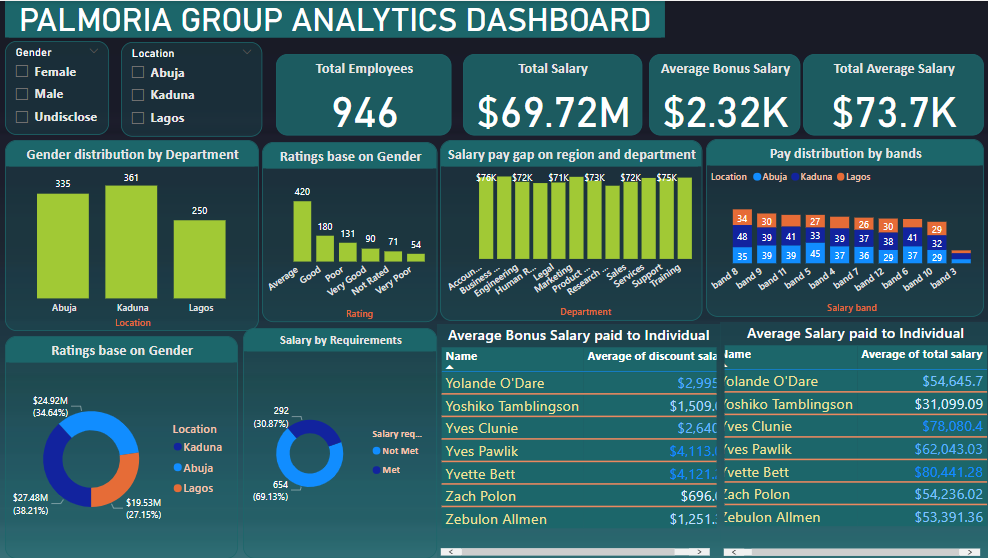 PALMORIA GROUP ANALYTICS DASHBOARD
Gender
Female
Male
Undisclose
Location
Abuja
Kaduna
Lagos
Total Employees
946
Total Salary
$69.72M
Average Bonus Salary
$2.32K
Total Average Salary
$73.7K
Gender distribution by Department
335
361
250
Abuja
Kaduna
Lagos
Location
Ratings base on Gender
420
180
131
90
71
54
Average
Good
Poor
Very Good
Not Rated
Very Poor
Rating
Salary pay gap on region and department
$76K
$72K
$71K
$73K
$72K
$75K
Accoun...
Business ...
Engineering
Human R...
Legal
Marketing
Product ...
Research ...
Sales
Services
Support
Training
Department
Pay distribution by bands
Location Abuja Kaduna Lagos
34 30 27 26 30 29
48 39 41 33 39 37 38 41 32
35 39 39 45 37 36 29 37 29
band 8
band 9
band 11
band 5
band 4
band 7
band 12
band 6
band 10
band 3
Salary band
Ratings base on Gender
$24.92M
(34.64%)
$27.48M
(38.21%)
$19.53M
(27.15%)
Location
Kaduna
Abuja
Lagos
Salary by Requirements
292
(30.87%)
654
(69.13%)
Salary req...
Not Met
Met
Average Bonus Salary paid to Individual
Name Average of discount sala
Yolande O'Dare $2,995
Yoshiko Tamblingson $1,509.
Yves Clunie $2,640
Yves Pawlik $4,113.
Yvette Bett $4,121.
Zach Polon $696.
Zebulon Allmen $1,251.
Average Salary paid to Individual
Name Average of total salary
Yolande O'Dare $54,645.7
Yoshiko Tamblingson $31,099.09
Yves Clunie $78,080.4
Yves Pawlik $62,043.03
Yvette Bett $80,441.28
Zach Polon $54,236.02
Zebulon Allmen $53,391.36